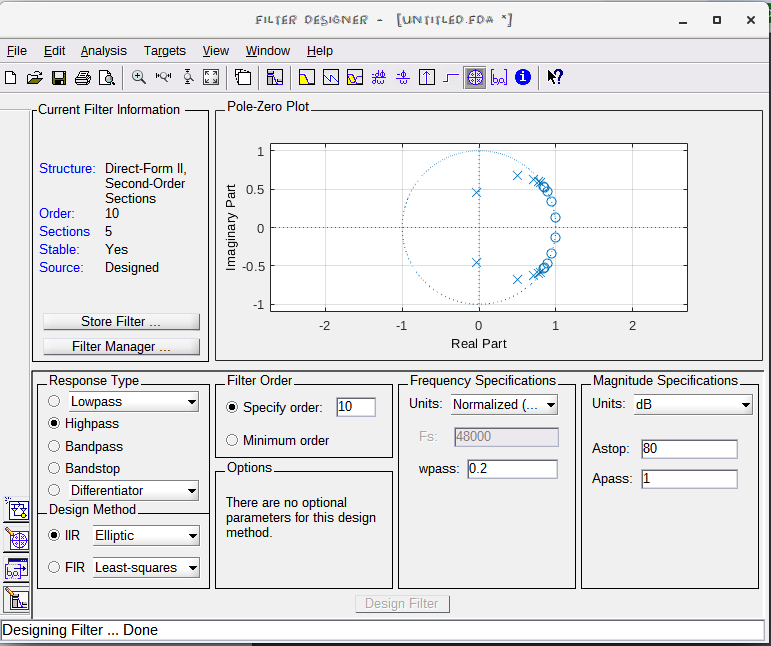 FILTER DESIGNER - [UNTITLED.FDA *]
File Edit Analysis Targets View Window Help
Current Filter Information
Structure: Direct-Form II,
Second-Order
Sections
Order: 10
Sections 5
Stable: Yes
Source: Designed
Store Filter ...
Filter Manager ...
Pole-Zero Plot
Imaginary Part
1
0.5
0
-0.5
-1
-2 -1 0 1 2
Real Part
Response Type
Lowpass
Highpass
Bandpass
Bandstop
Differentiator
Design Method
IIR Elliptic
FIR Least-squares
Filter Order
Specify order: 10
Minimum order
Options
There are no optional
parameters for this design
method.
Frequency Specifications
Units: Normalized (...
Fs: 48000
wpass: 0.2
Magnitude Specifications
Units: dB
Astop: 80
Apass: 1
Design Filter
Designing Filter ... Done